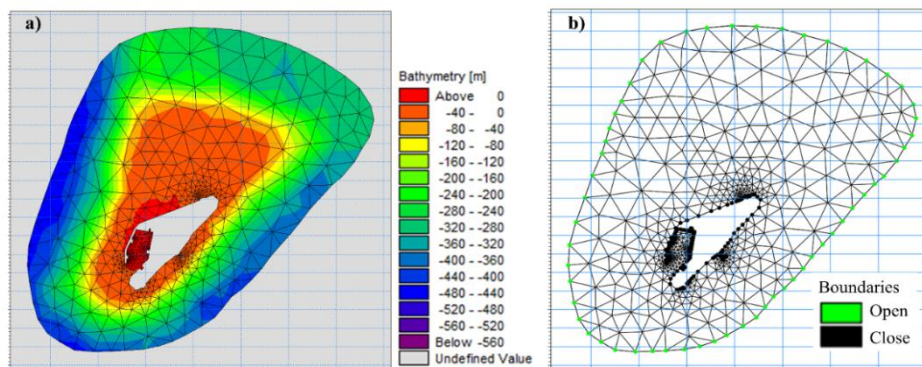 a)
Bathymetry [m]
Above 0
-40 - 0
-80 - -40
-120 - -80
-160 - -120
-200 - -160
-240 - -200
-280 - -240
-320 - -280
-360 - -320
-400 - -360
-440 - -400
-480 - -440
-520 - -480
-560 - -520
Below -560
Undefined Value
b)
Boundaries
Open
Close